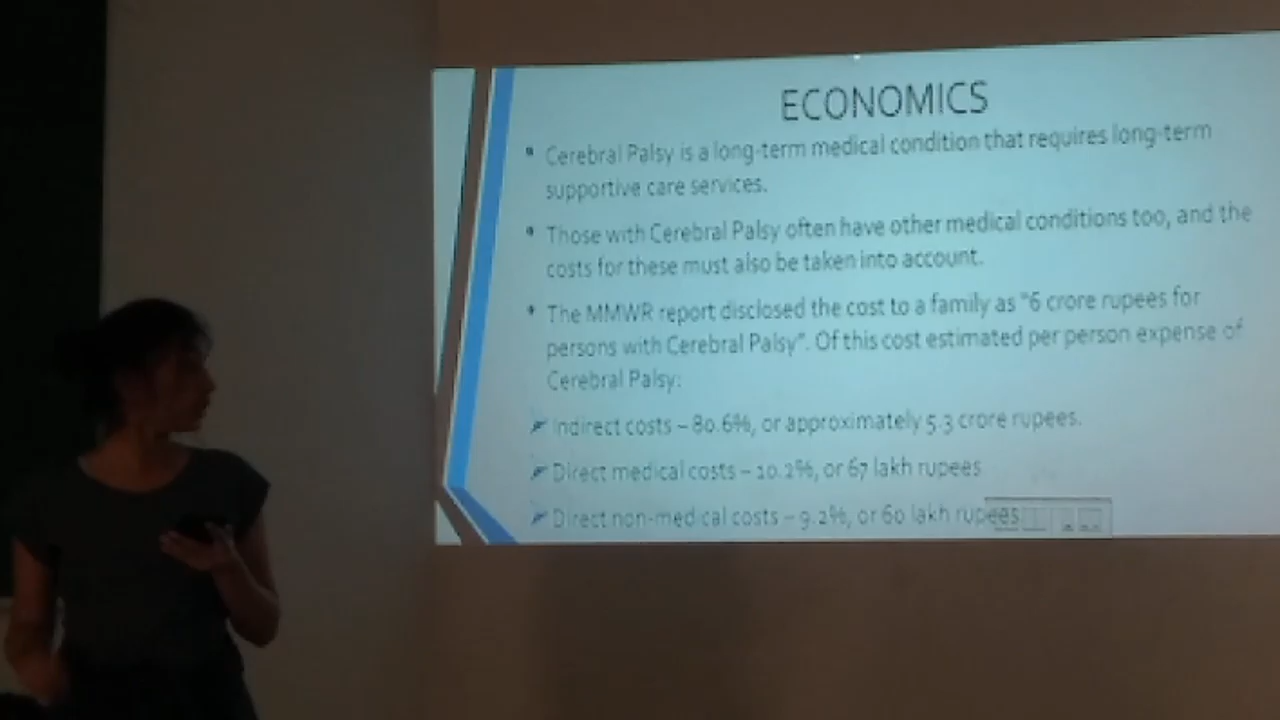 ECONOMICS
Cerebral Palsy is a long-term medical condition that requires long-term
supportive care services.
Those with Cerebral Palsy often have other medical conditions too, and the
costs for these must also be taken into account.
The MMWR report disclosed the cost to a family as "6 crore rupees for
persons with Cerebral Palsy". Of this cost estimated per person expense of
Cerebral Palsy:
Indirect costs – 80.6%, or approximately 5.3 crore rupees.
Direct medical costs – 10.2%, or 67 lakh rupees
Direct non-medical costs – 9.2%, or 60 lakh rupees